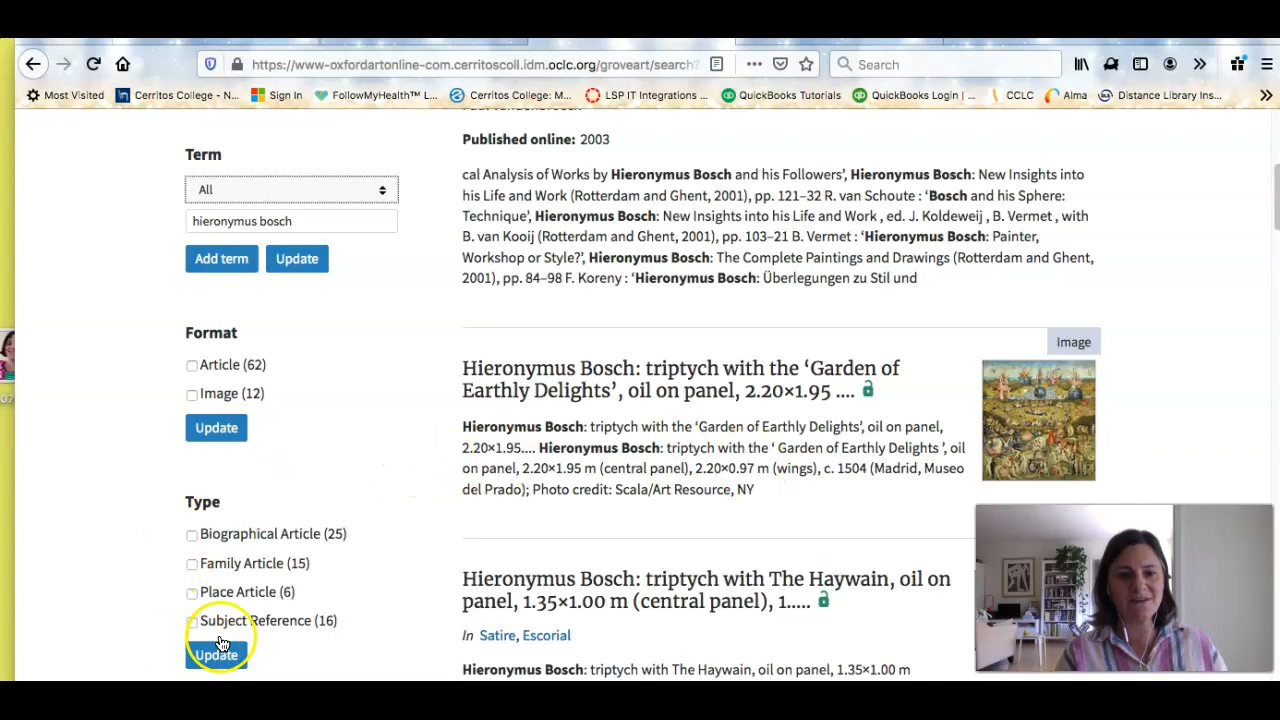 https://www-oxfordartonline-com.cerritoscoll.idm.oclc.org/groveart/search?
Search
Most Visited
Cerritos College - N...
Sign In
FollowMyHealth™ L...
Cerritos College: M...
LSP IT Integrations ...
QuickBooks Tutorials
QuickBooks Login | ...
CCLC
Alma
Distance Library Ins...
Term
All
hieronymus bosch
Add term
Update
Format
Article (62)
Image (12)
Update
Type
Biographical Article (25)
Family Article (15)
Place Article (6)
Subject Reference (16)
Update
Published online: 2003
cal Analysis of Works by Hieronymus Bosch and his Followers’, Hieronymus Bosch: New Insights into
his Life and Work (Rotterdam and Ghent, 2001), pp. 121–32 R. van Schoute : ‘Bosch and his Sphere:
Technique’, Hieronymus Bosch: New Insights into his Life and Work , ed. J. Koldeweij , B. Vermet , with
B. van Kooij (Rotterdam and Ghent, 2001), pp. 103–21 B. Vermet : ‘Hieronymus Bosch: Painter,
Workshop or Style?’, Hieronymus Bosch: The Complete Paintings and Drawings (Rotterdam and Ghent,
2001), pp. 84–98 F. Koreny : ‘Hieronymus Bosch: Überlegungen zu Stil und
Image
Hieronymus Bosch: triptych with the ‘Garden of
Earthly Delights’, oil on panel, 2.20×1.95 ....
Hieronymus Bosch: triptych with the ‘Garden of Earthly Delights’, oil on panel,
2.20×1.95.... Hieronymus Bosch: triptych with the ‘ Garden of Earthly Delights ’, oil
on panel, 2.20×1.95 m (central panel), 2.20×0.97 m (wings), c. 1504 (Madrid, Museo
del Prado); Photo credit: Scala/Art Resource, NY
Hieronymus Bosch: triptych with The Haywain, oil on
panel, 1.35×1.00 m (central panel), 1.....
In Satire, Escorial
Hieronymus Bosch: triptych with The Haywain, oil on panel, 1.35×1.00 m